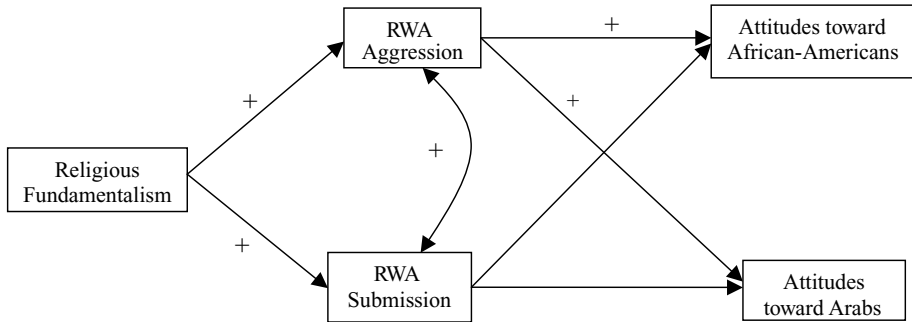 RWA
Aggression
+
Attitudes toward
African-Americans
+
+
Religious
Fundamentalism
+
+
RWA
Submission
Attitudes
toward Arabs